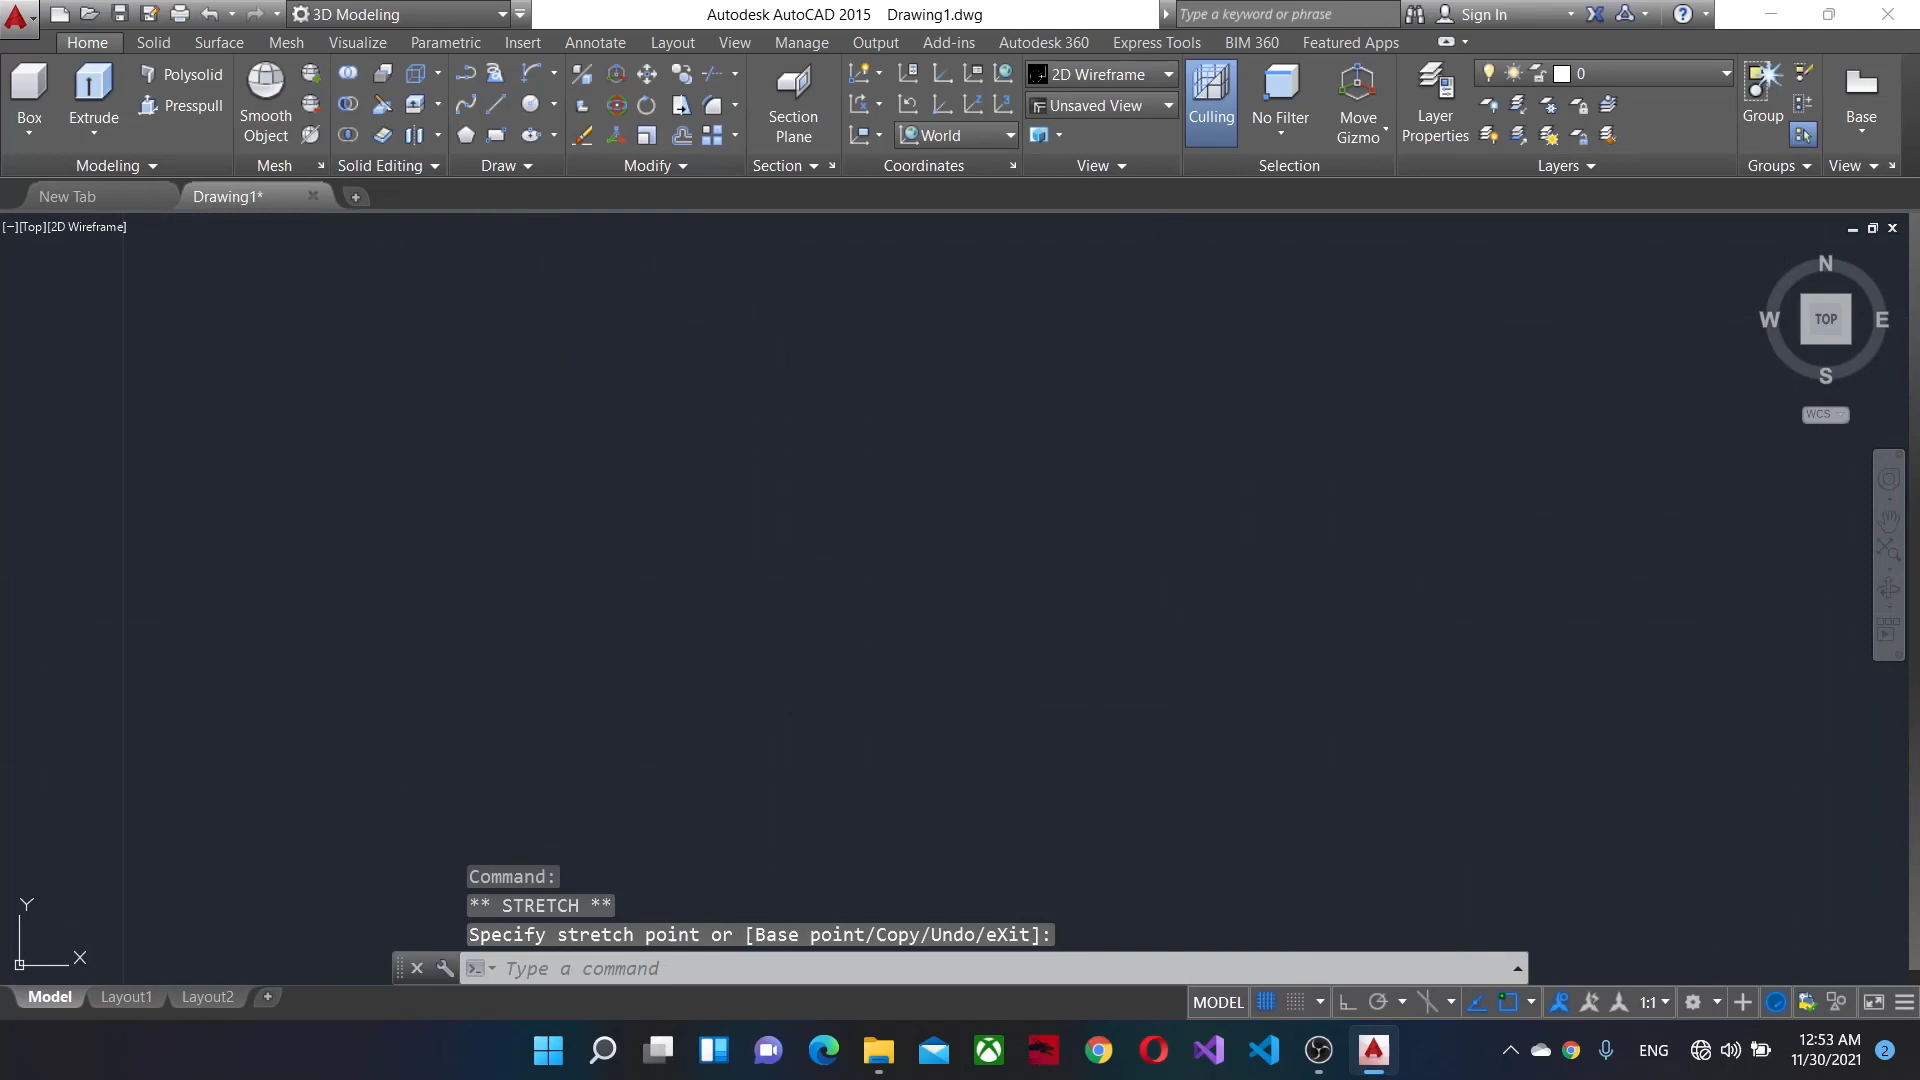 3D Modeling
Autodesk AutoCAD 2015 Drawing1.dwg
Type a keyword or phrase
Sign In
Home Solid Surface Mesh Visualize Parametric Insert Annotate Layout View Manage Output Add-ins Autodesk 360 Express Tools BIM 360 Featured Apps
Box
Extrude
Polysolid
Presspull
Smooth
Object
Section
Plane
World
2D Wireframe
Unsaved View
Culling
No Filter
Move
Gizmo
Layer
Properties
0
Group
Base
Modeling Mesh Solid Editing Draw Modify Section Coordinates View Selection Layers Groups View
New Tab Drawing1*
[−][Top][2D Wireframe]
N
W TOP E
S
WCS
Y
X
Command:
** STRETCH **
Specify stretch point or [Base point/Copy/Undo/eXit]:
Type a command
Model Layout1 Layout2
MODEL 1:1
ENG
12:53 AM
11/30/2021
2